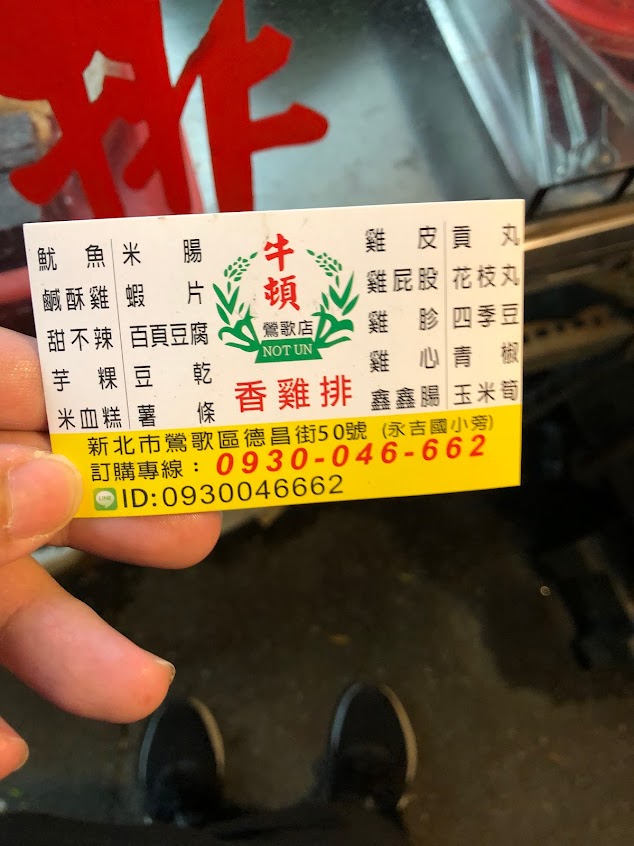 排
魷魚
鹹酥雞
甜不辣
芋粿
米血糕
米腸
蝦片
百頁豆腐
豆乾
薯條
牛頓
鶯歌店
NOT UN
香雞排
雞皮
雞屁股
雞胗
雞心
鑫鑫腸
貢丸
花枝丸
四季豆
青椒
玉米筍
新北市鶯歌區德昌街50號 (永吉國小旁)
訂購專線：0930-046-662
LINE ID:0930046662